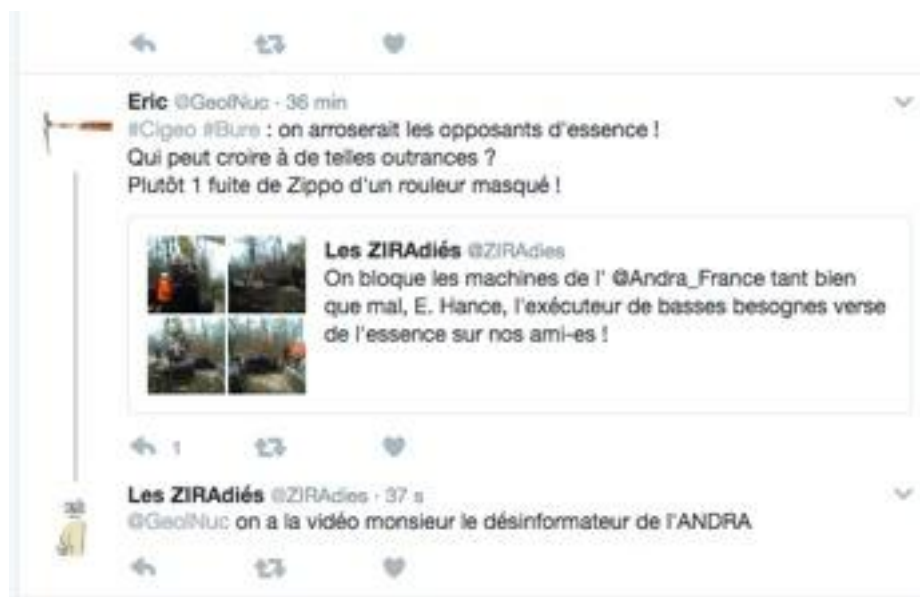 Eric @GeolNuc · 36 min
#Cigeo #Bure : on arroserait les opposants d'essence !
Qui peut croire à de telles outrances ?
Plutôt 1 fuite de Zippo d'un rouleur masqué !
Les ZIRAdiés @ZIRAdies
On bloque les machines de l' @Andra_France tant bien
que mal, E. Hance, l'exécuteur de basses besognes verse
de l'essence sur nos ami-es !
1
Les ZIRAdiés @ZIRAdies · 37 s
@GeolNuc on a la vidéo monsieur le désinformateur de l'ANDRA